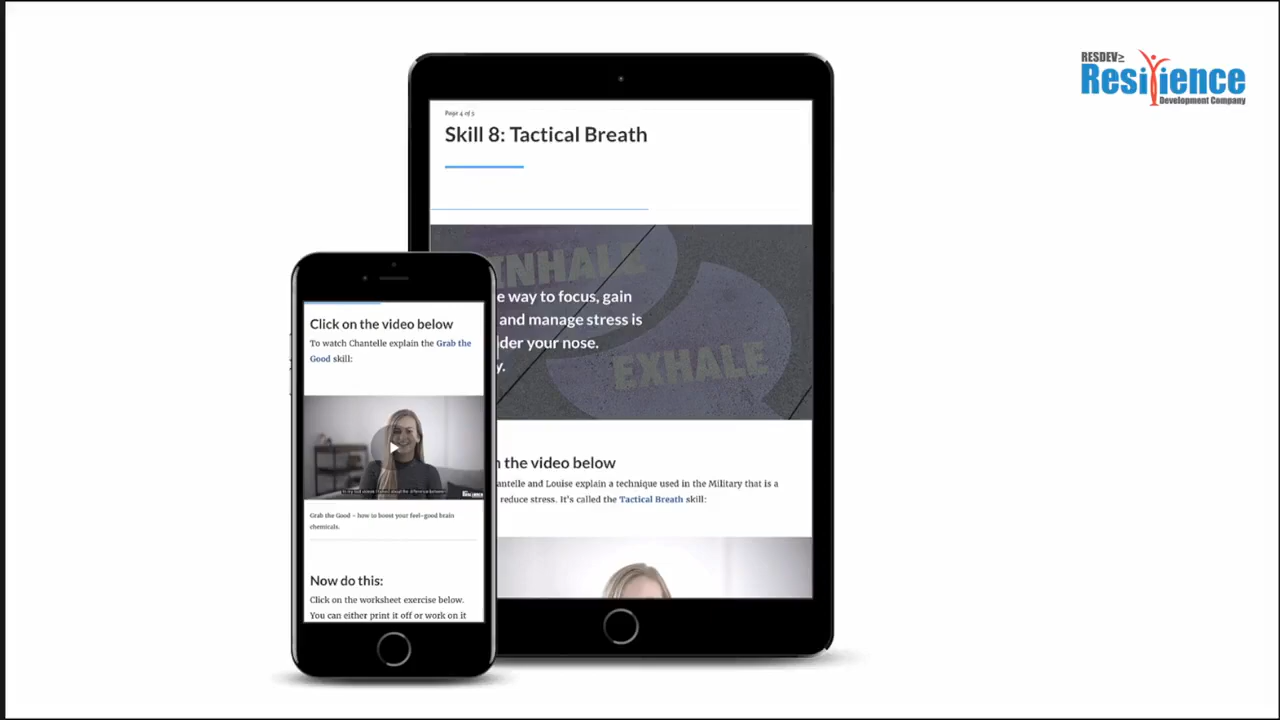 RESDEV≥
Resilience
Development Company
Page 4 of 5
Skill 8: Tactical Breath
INHALE
e way to focus, gain
and manage stress is
der your nose.
y.
EXHALE
the video below
antelle and Louise explain a technique used in the Military that is a
reduce stress. It's called the Tactical Breath skill:
Click on the video below
To watch Chantelle explain the Grab the
Good skill:
Grab the Good – how to boost your feel-good brain
chemicals.
Now do this:
Click on the worksheet exercise below.
You can either print it off or work on it